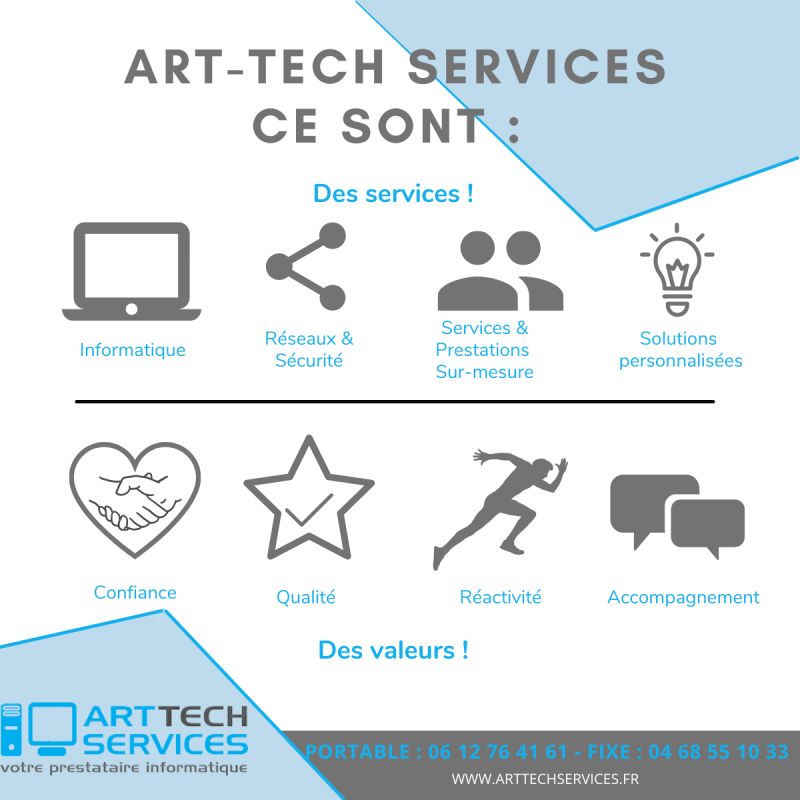 ART-TECH SERVICES
CE SONT :
Des services !
Informatique
Réseaux &
Sécurité
Services &
Prestations
Sur-mesure
Solutions
personnalisées
Confiance
Qualité
Réactivité
Accompagnement
Des valeurs !
ART TECH
SERVICES
votre prestataire informatique
PORTABLE : 06 12 76 41 61 - FIXE : 04 68 55 10 33
WWW.ARTTECHSERVICES.FR